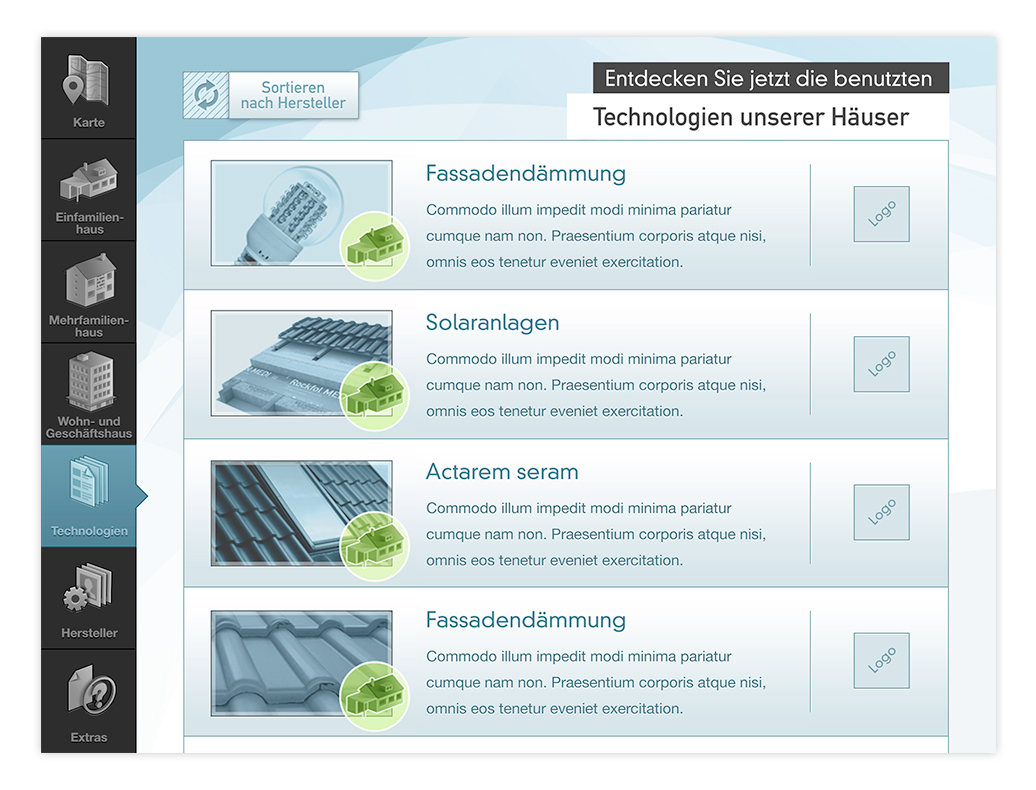 Karte
Einfamilien-
haus
Mehrfamilien-
haus
Wohn- und
Geschäftshaus
Technologien
Hersteller
Extras
Sortieren
nach Hersteller
Entdecken Sie jetzt die benutzten
Technologien unserer Häuser
Fassadendämmung
Commodo illum impedit modi minima pariatur
cumque nam non. Praesentium corporis atque nisi,
omnis eos tenetur eveniet exercitation.
Logo
Solaranlagen
Commodo illum impedit modi minima pariatur
cumque nam non. Praesentium corporis atque nisi,
omnis eos tenetur eveniet exercitation.
Logo
Actarem seram
Commodo illum impedit modi minima pariatur
cumque nam non. Praesentium corporis atque nisi,
omnis eos tenetur eveniet exercitation.
Logo
Fassadendämmung
Commodo illum impedit modi minima pariatur
cumque nam non. Praesentium corporis atque nisi,
omnis eos tenetur eveniet exercitation.
Logo